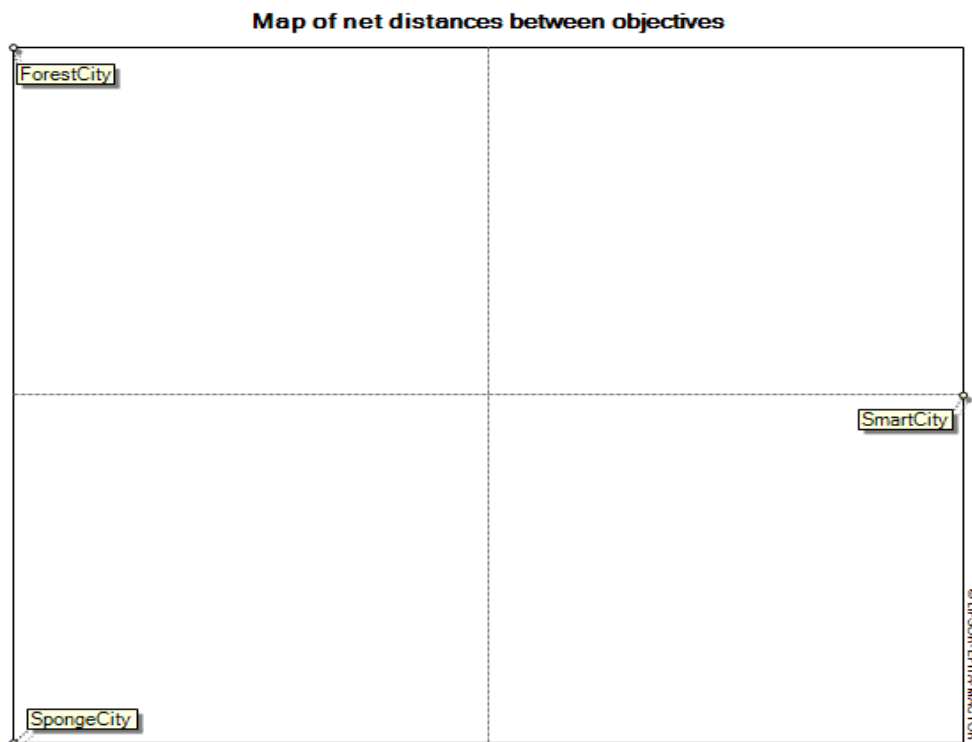 Map of net distances between objectives
ForestCity
SmartCity
SpongeCity